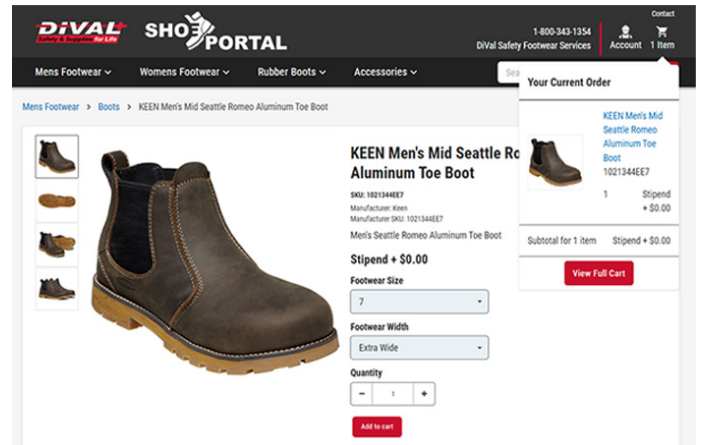 Contact
DiVAL
Safety & Supplies for Life
SHOE PORTAL
1-800-343-1354
DiVal Safety Footwear Services
Account
1 Item
Mens Footwear
Womens Footwear
Rubber Boots
Accessories
Sea
Mens Footwear > Boots > KEEN Men's Mid Seattle Romeo Aluminum Toe Boot
KEEN Men's Mid Seattle Ro
Aluminum Toe Boot
SKU: 1021344EE7
Manufacturer: Keen
Manufacturer SKU: 1021344EE7
Men's Seattle Romeo Aluminum Toe Boot
Stipend + $0.00
Footwear Size
7
Footwear Width
Extra Wide
Quantity
- 1 +
Add to cart
Your Current Order
KEEN Men's Mid
Seattle Romeo
Aluminum Toe
Boot
1021344EE7
1 Stipend
+ $0.00
Subtotal for 1 item Stipend + $0.00
View Full Cart